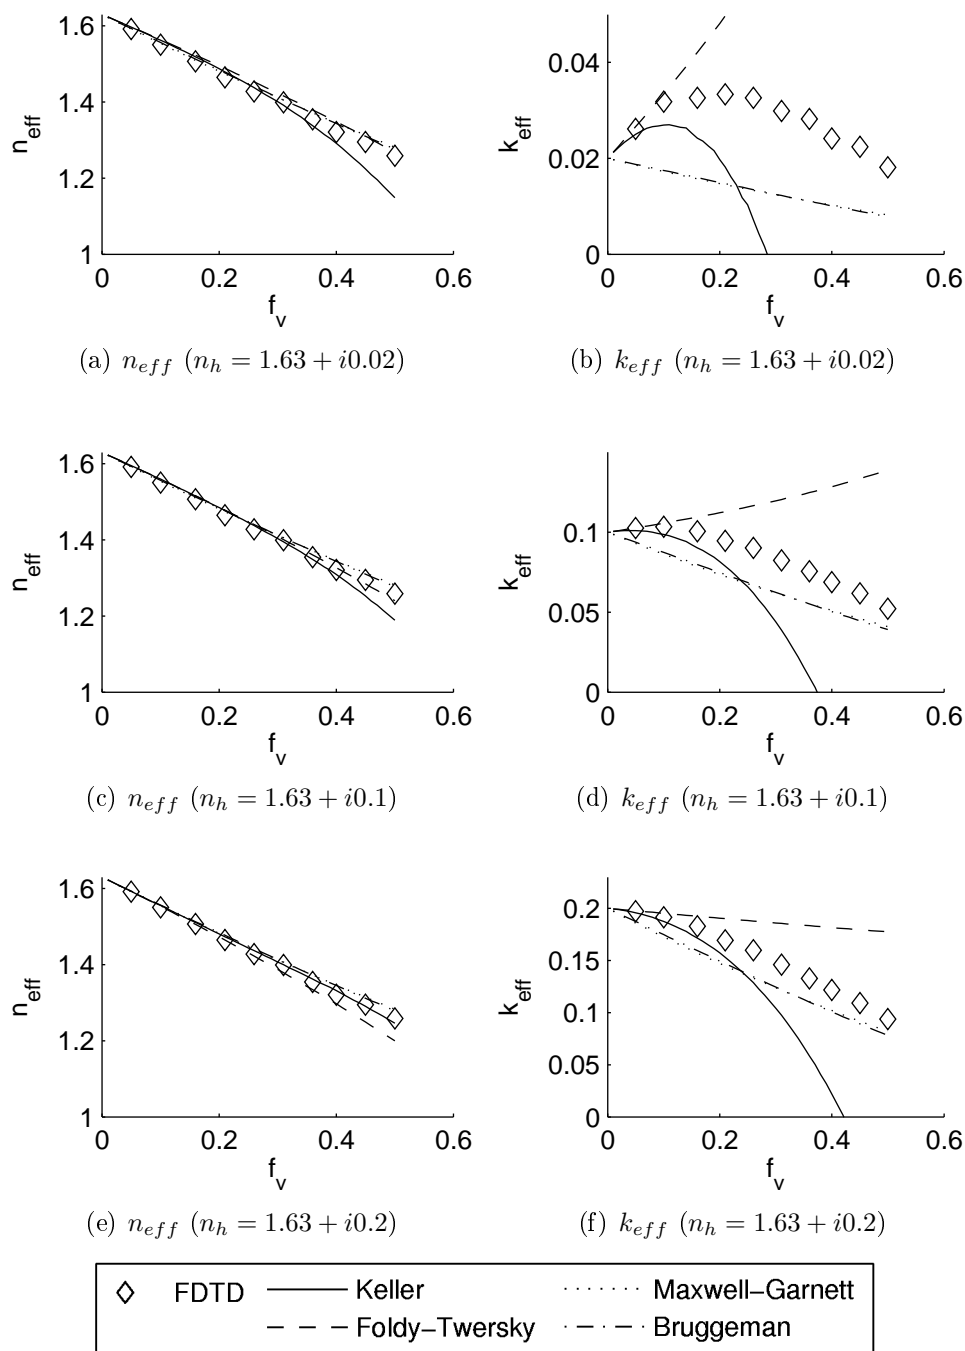 1.6
1.4
1.2
1
n_eff
0
0.2
0.4
0.6
f_v
(a) n_eff (n_h = 1.63 + i0.02)
0.04
0.02
0
k_eff
0
0.2
0.4
0.6
f_v
(b) k_eff (n_h = 1.63 + i0.02)
1.6
1.4
1.2
1
n_eff
0
0.2
0.4
0.6
f_v
(c) n_eff (n_h = 1.63 + i0.1)
0.1
0.05
0
k_eff
0
0.2
0.4
0.6
f_v
(d) k_eff (n_h = 1.63 + i0.1)
1.6
1.4
1.2
1
n_eff
0
0.2
0.4
0.6
f_v
(e) n_eff (n_h = 1.63 + i0.2)
0.2
0.15
0.1
0.05
0
k_eff
0
0.2
0.4
0.6
f_v
(f) k_eff (n_h = 1.63 + i0.2)
FDTD
Keller
Foldy−Twersky
Maxwell−Garnett
Bruggeman